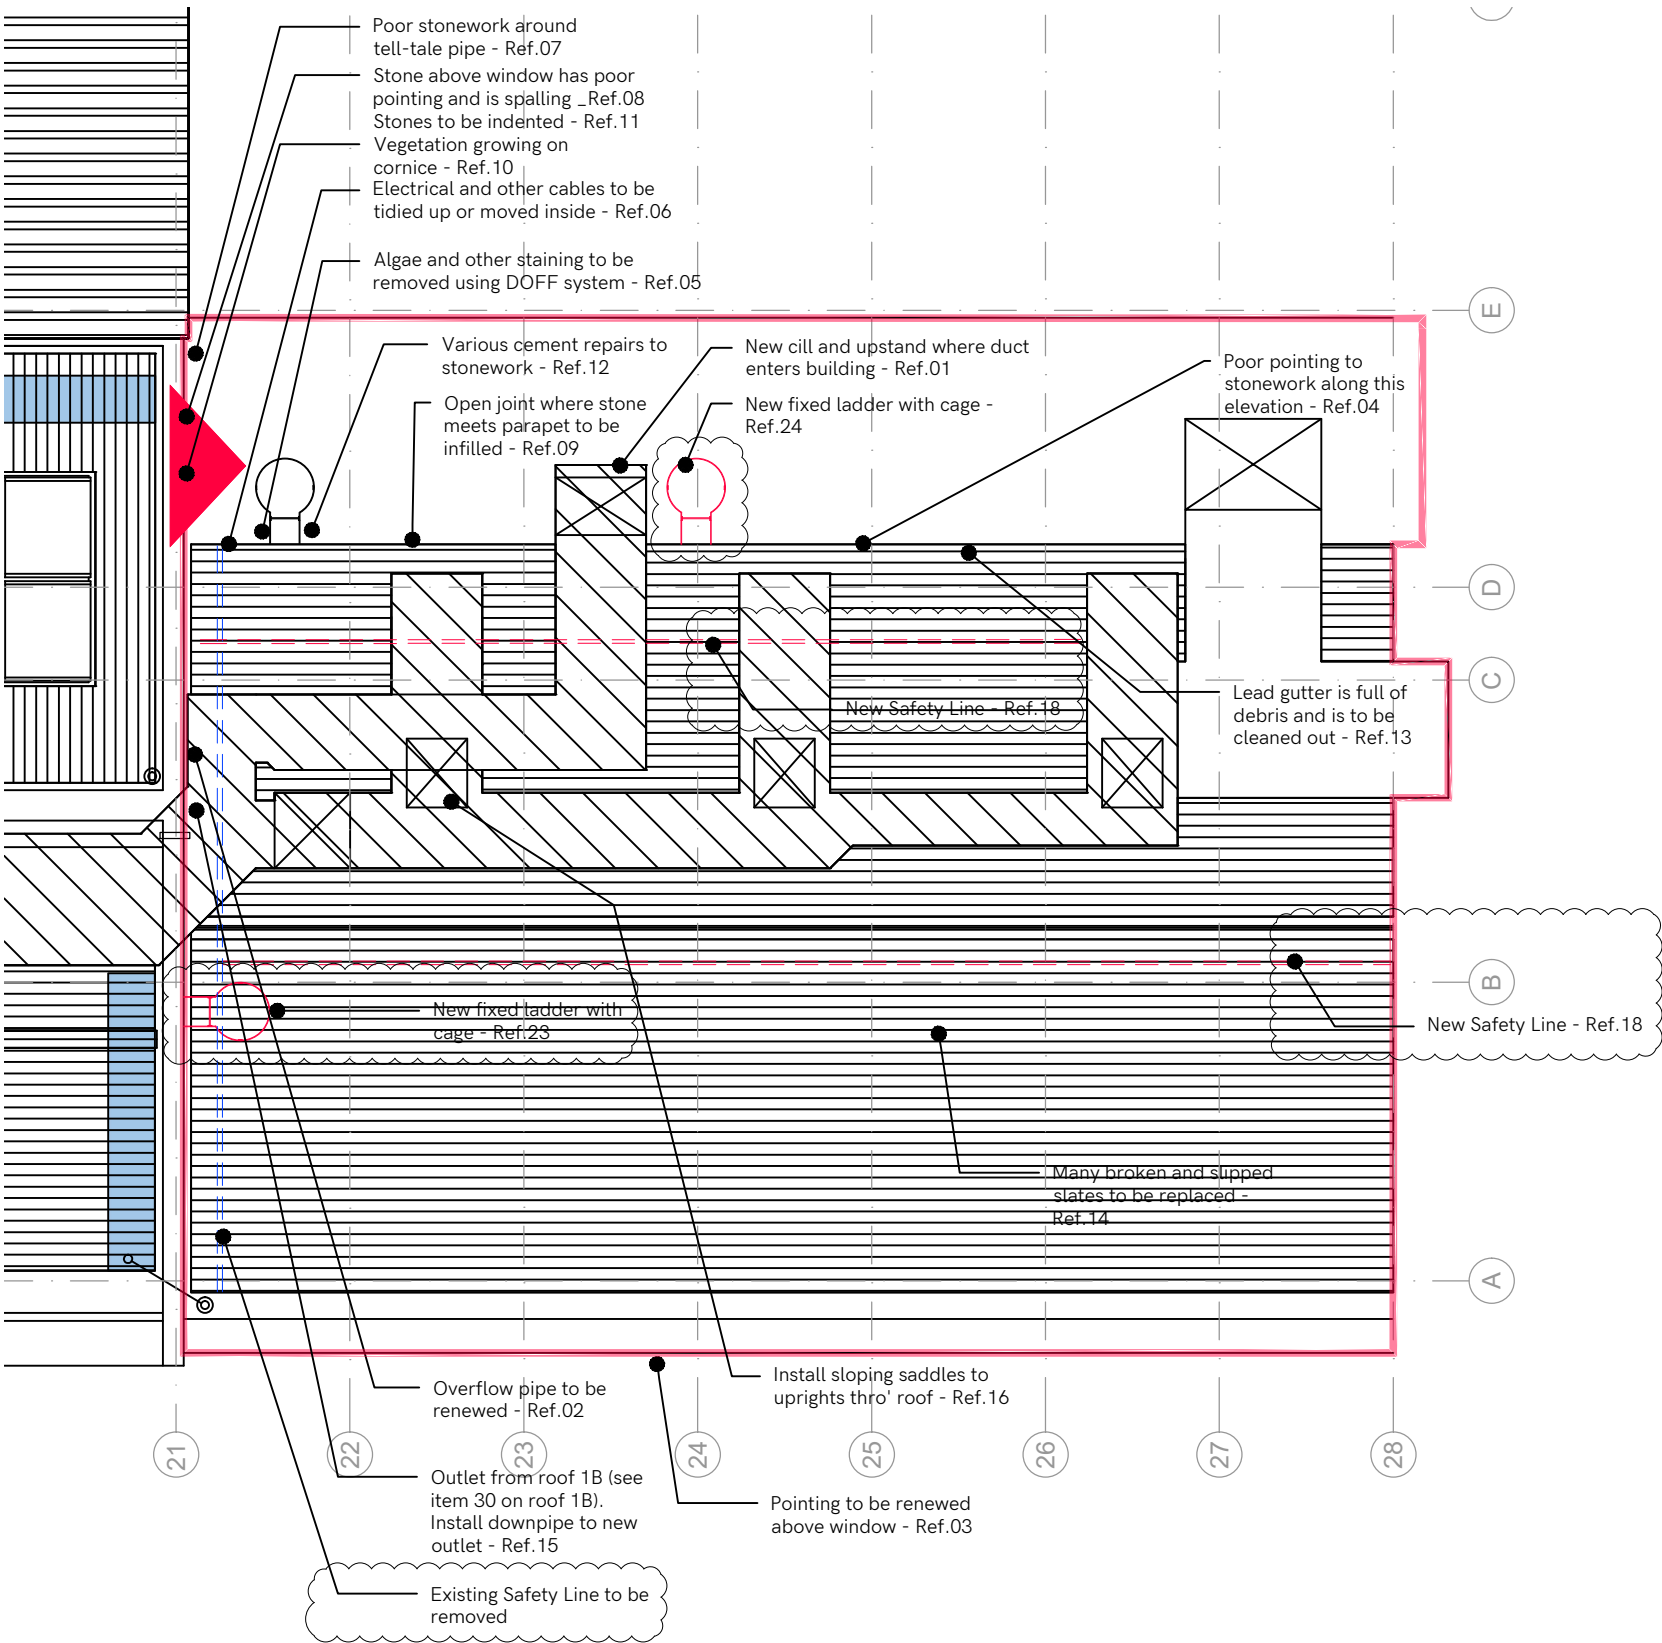 Poor stonework around
tell-tale pipe - Ref.07
Stone above window has poor
pointing and is spalling _Ref.08
Stones to be indented - Ref.11
Vegetation growing on
cornice - Ref.10
Electrical and other cables to be
tidied up or moved inside - Ref.06
Algae and other staining to be
removed using DOFF system - Ref.05
E
Various cement repairs to
stonework - Ref.12
New cill and upstand where duct
enters building - Ref.01
Poor pointing to
stonework along this
elevation - Ref.04
Open joint where stone
meets parapet to be
infilled - Ref.09
New fixed ladder with cage -
Ref.24
D
C
New Safety Line - Ref.18
Lead gutter is full of
debris and is to be
cleaned out - Ref.13
B
New fixed ladder with
cage - Ref.23
New Safety Line - Ref.18
Many broken and slipped
slates to be replaced -
Ref.14
A
Install sloping saddles to
uprights thro' roof - Ref.16
Overflow pipe to be
renewed - Ref.02
21
22
23
24
25
26
27
28
Outlet from roof 1B (see
item 30 on roof 1B).
Install downpipe to new
outlet - Ref.15
Pointing to be renewed
above window - Ref.03
Existing Safety Line to be
removed